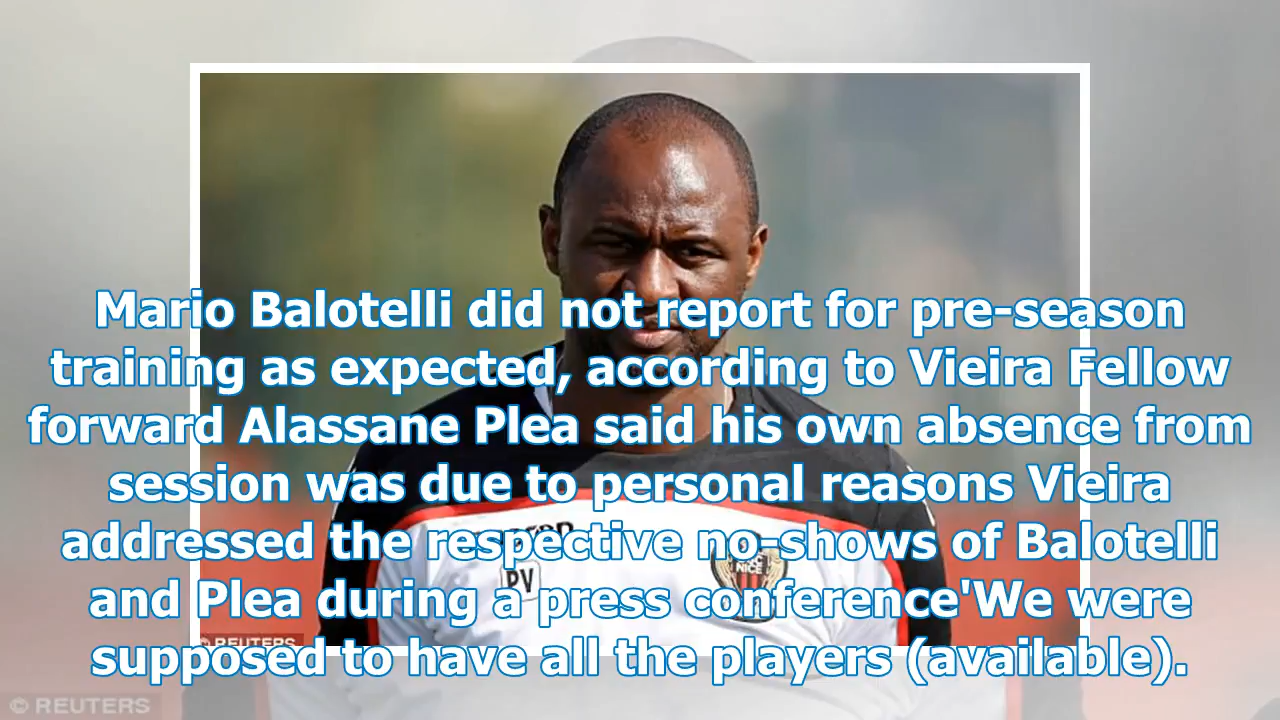 Mario Balotelli did not report for pre-season
training as expected, according to Vieira Fellow
forward Alassane Plea said his own absence from
session was due to personal reasons Vieira
addressed the respective no-shows of Balotelli
and Plea during a press conference'We were
supposed to have all the players (available).
PV
NICE
© REUTERS
© REUTERS